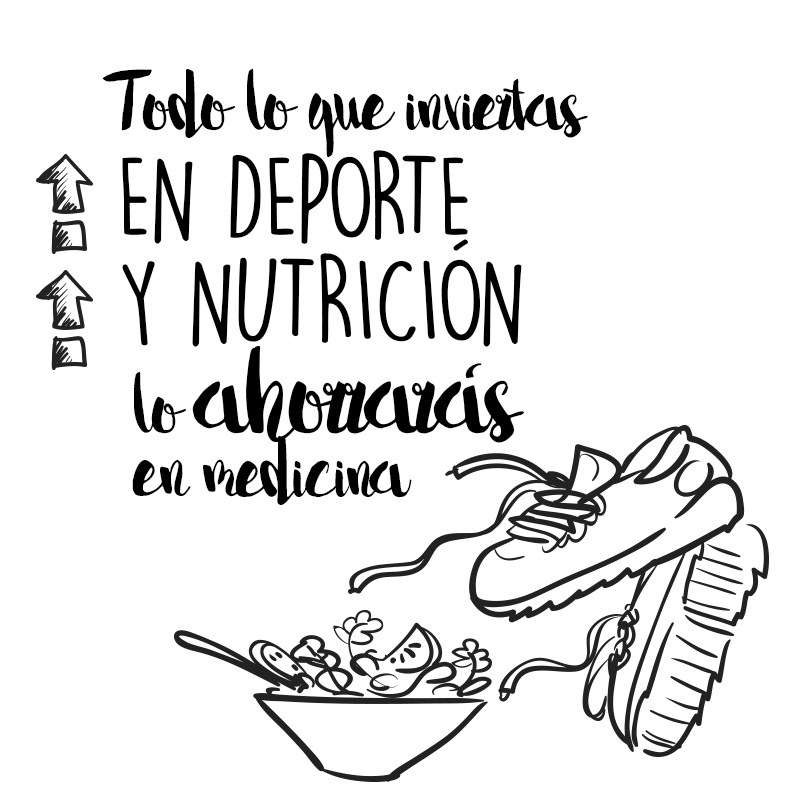 Todo lo que inviertas
EN DEPORTE
Y NUTRICIÓN
lo ahorrarás
en medicina